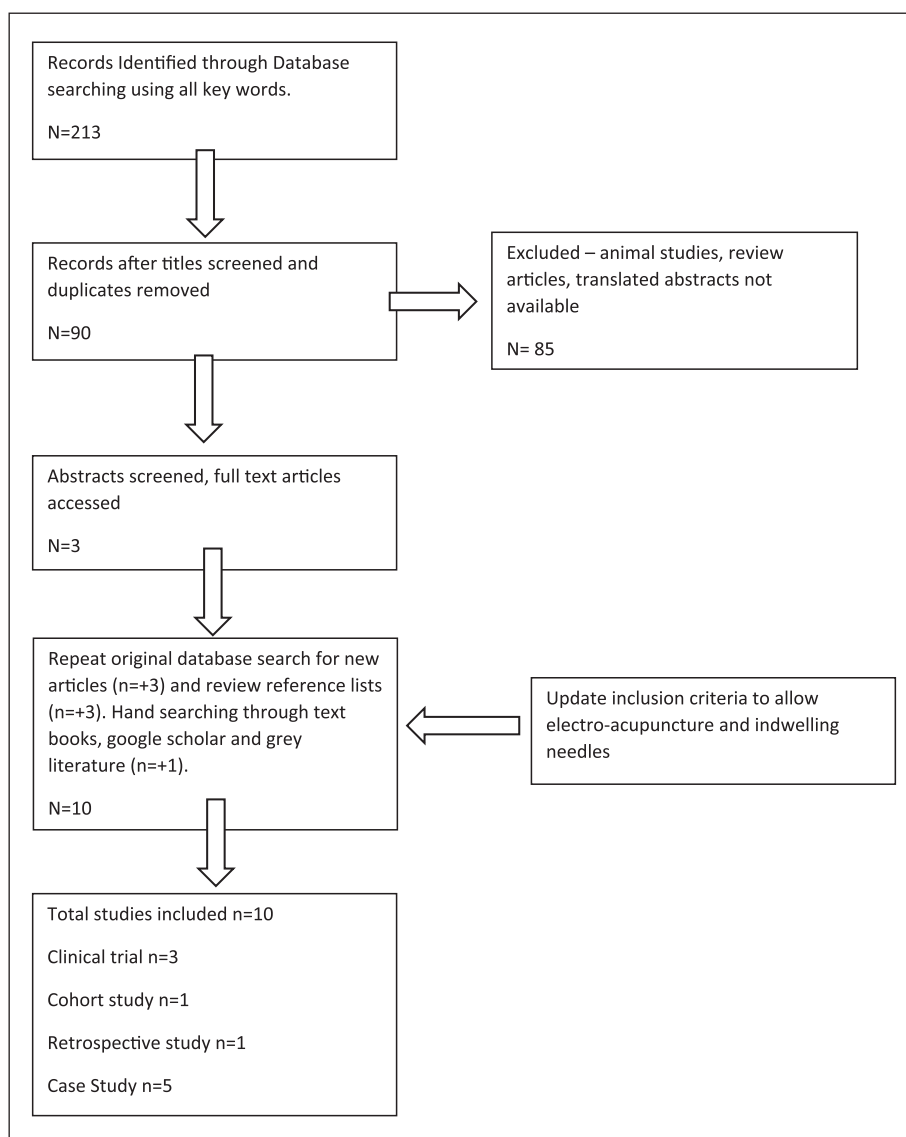 Records Identified through Database
searching using all key words.
N=213
Records after titles screened and
duplicates removed
N=90
Excluded – animal studies, review
articles, translated abstracts not
available
N= 85
Abstracts screened, full text articles
accessed
N=3
Repeat original database search for new
articles (n=+3) and review reference lists
(n=+3). Hand searching through text
books, google scholar and grey
literature (n=+1).
N=10
Update inclusion criteria to allow
electro-acupuncture and indwelling
needles
Total studies included n=10
Clinical trial n=3
Cohort study n=1
Retrospective study n=1
Case Study n=5